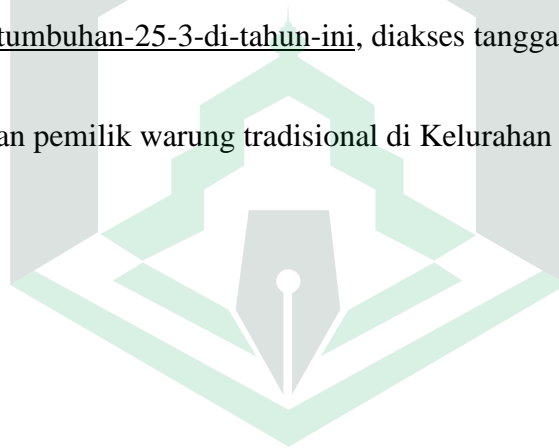 tumbuhan-25-3-di-tahun-ini, diakses tangga
an pemilik warung tradisional di Kelurahan